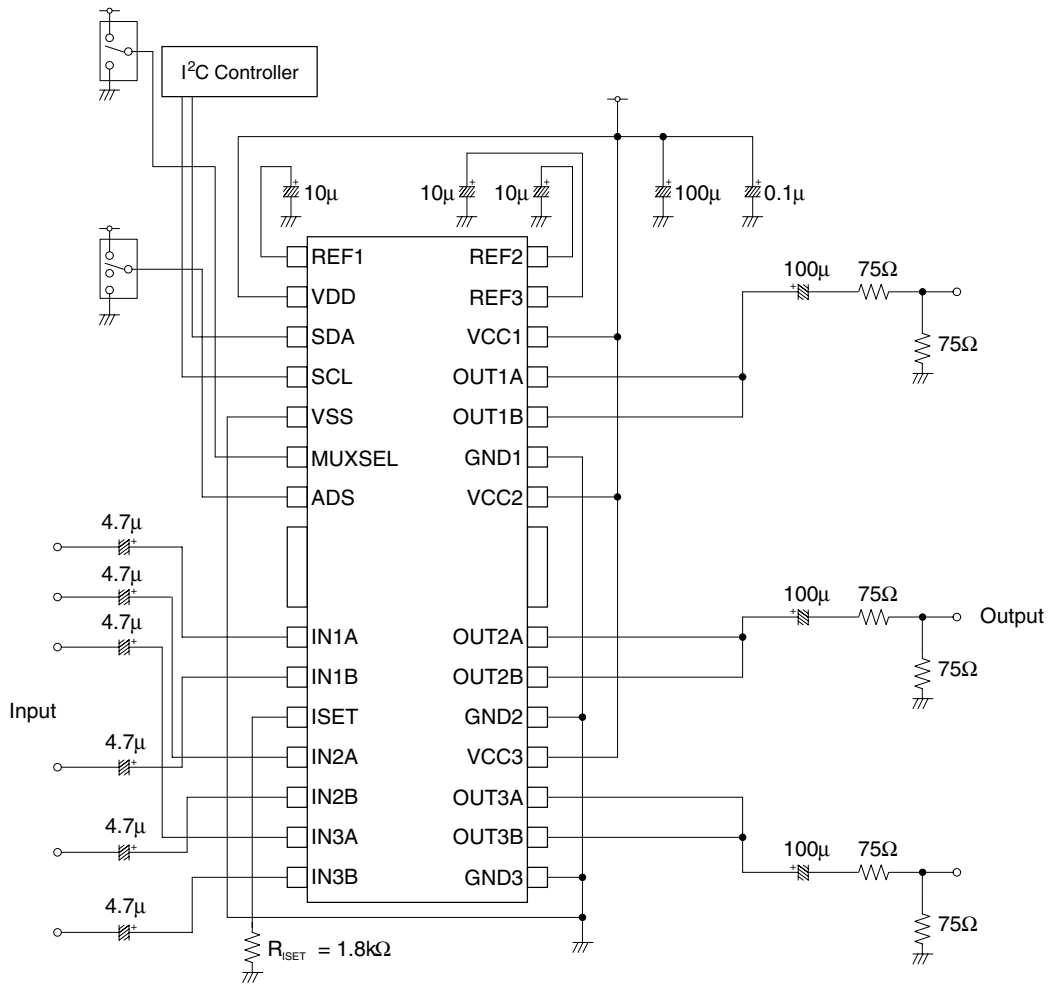 I²C Controller
10μ
10μ
10μ
100μ
0.1μ
REF1
REF2
VDD
REF3
SDA
VCC1
SCL
OUT1A
VSS
OUT1B
MUXSEL
GND1
ADS
VCC2
100μ
75Ω
75Ω
4.7μ
4.7μ
4.7μ
IN1A
OUT2A
IN1B
OUT2B
Input
ISET
GND2
IN2A
VCC3
IN2B
OUT3A
IN3A
OUT3B
IN3B
GND3
100μ
75Ω
Output
75Ω
4.7μ
4.7μ
4.7μ
100μ
75Ω
75Ω
RISET = 1.8kΩ